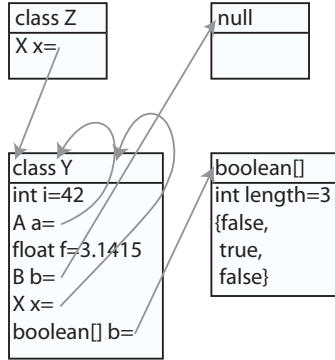 class Z
X x=
null
class Y
int i=42
A a=
float f=3.1415
B b=
X x=
boolean[] b=
boolean[]
int length=3
{false,
true,
false}